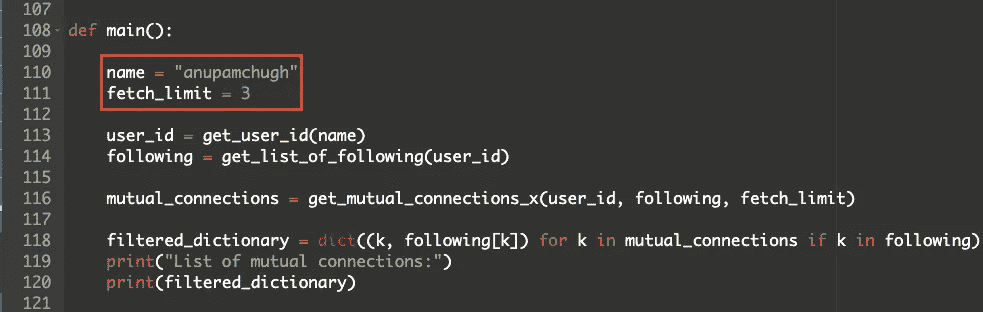 107
108 def main():
109
110 name = "anupamchugh"
111 fetch_limit = 3
112
113 user_id = get_user_id(name)
114 following = get_list_of_following(user_id)
115
116 mutual_connections = get_mutual_connections_x(user_id, following, fetch_limit)
117
118 filtered_dictionary = dict((k, following[k]) for k in mutual_connections if k in following)
119 print("List of mutual connections:")
120 print(filtered_dictionary)
121